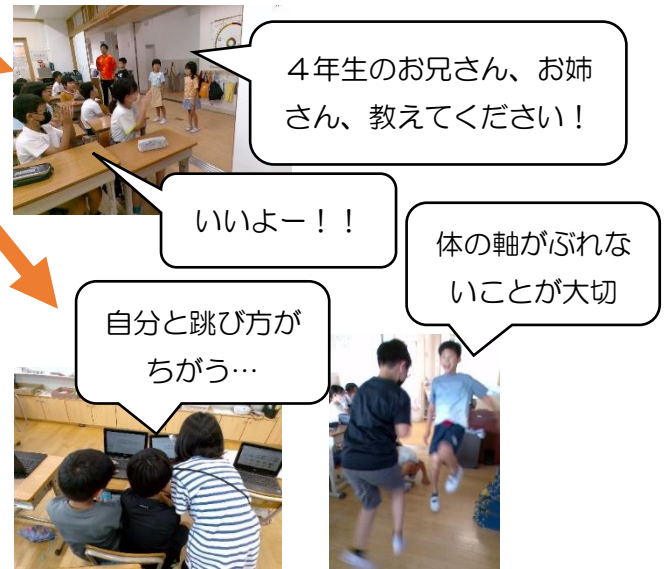 ４年生のお兄さん、お姉
さん、教えてください！
いいよー！！
体の軸がぶれな
いことが大切
自分と跳び方が
ちがう…